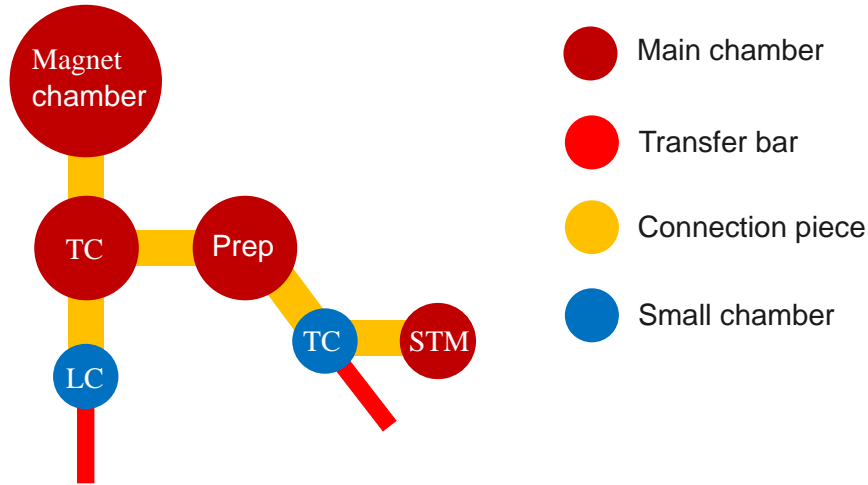 Magnet
chamber
TC
Prep
LC
TC
STM
Main chamber
Transfer bar
Connection piece
Small chamber